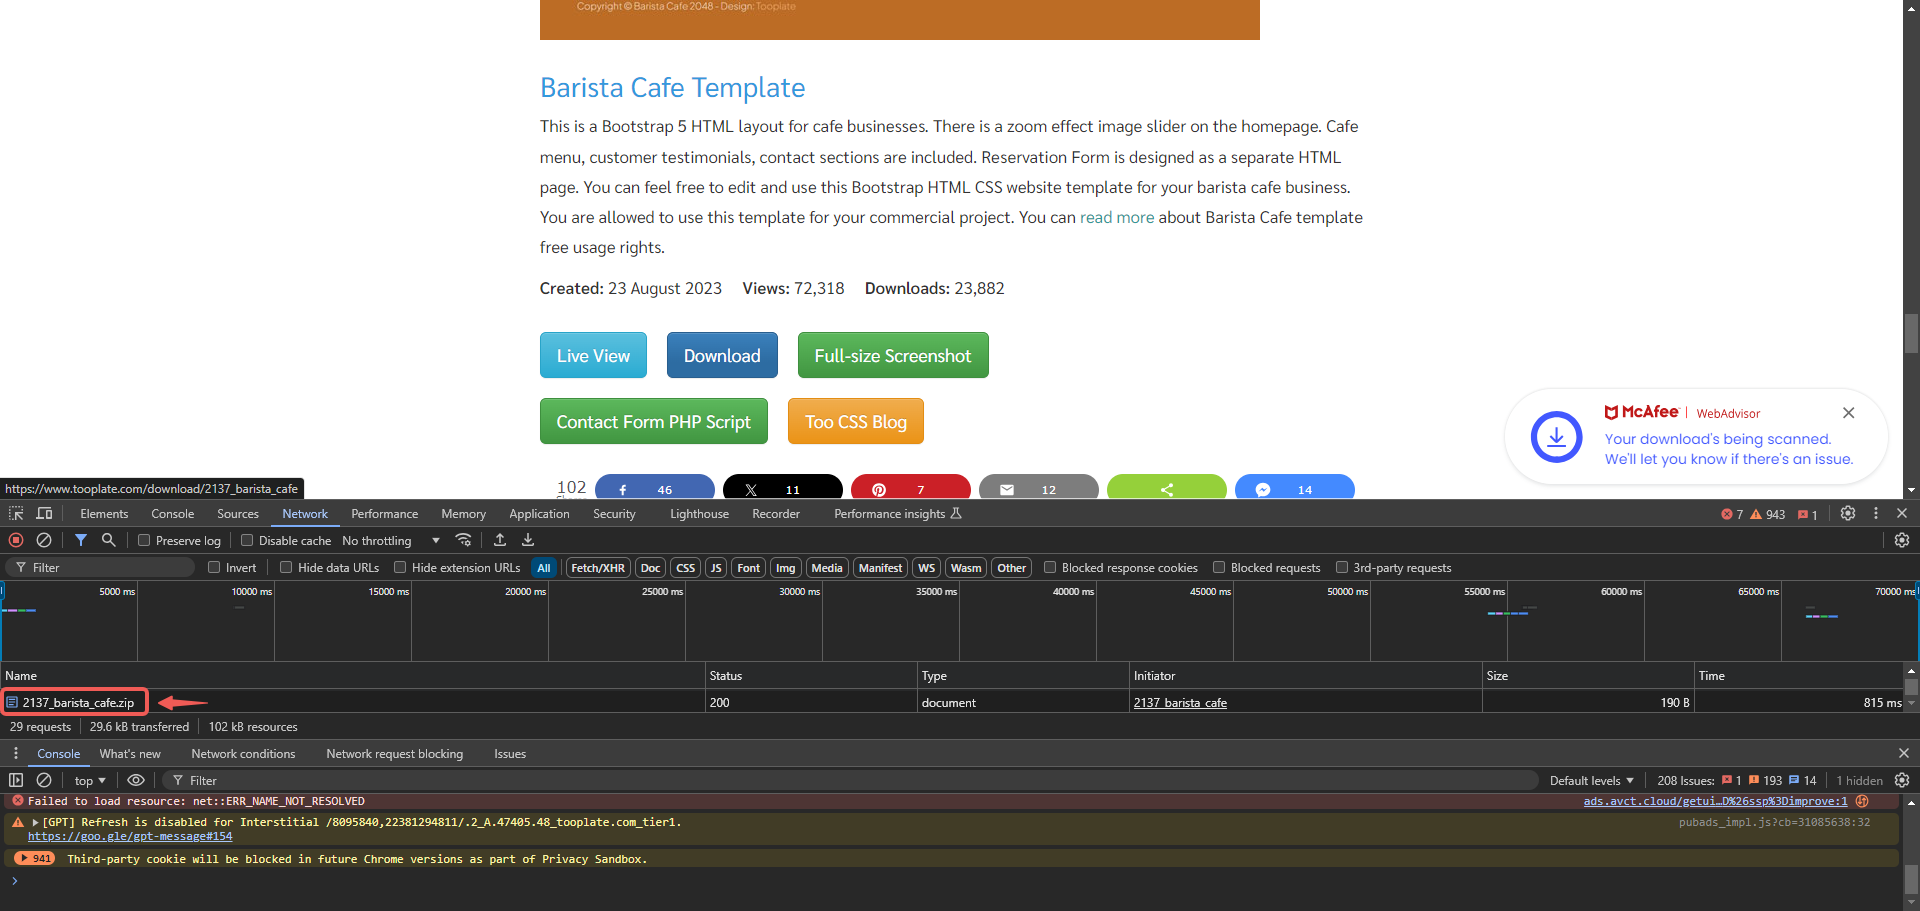 Copyright © Barista Cafe 2048 - Design: Tooplate
Barista Cafe Template
This is a Bootstrap 5 HTML layout for cafe businesses. There is a zoom effect image slider on the homepage. Cafe
menu, customer testimonials, contact sections are included. Reservation Form is designed as a separate HTML
page. You can feel free to edit and use this Bootstrap HTML CSS website template for your barista cafe business.
You are allowed to use this template for your commercial project. You can read more about Barista Cafe template
free usage rights.
Created: 23 August 2023 Views: 72,318 Downloads: 23,882
Live View Download Full-size Screenshot
Contact Form PHP Script Too CSS Blog
McAfee | WebAdvisor
Your download's being scanned.
We'll let you know if there's an issue.
102 46 11 7 12 14
https://www.tooplate.com/download/2137_barista_cafe
Elements Console Sources Network Performance Memory Application Security Lighthouse Recorder Performance insights 7 943 1
Preserve log Disable cache No throttling
Filter Invert Hide data URLs Hide extension URLs All Fetch/XHR Doc CSS JS Font Img Media Manifest WS Wasm Other Blocked response cookies Blocked requests 3rd-party requests
5000 ms 10000 ms 15000 ms 20000 ms 25000 ms 30000 ms 35000 ms 40000 ms 45000 ms 50000 ms 55000 ms 60000 ms 65000 ms 70000 ms
Name Status Type Initiator Size Time
2137_barista_cafe.zip 200 document 2137_barista_cafe 190 B 815 ms
29 requests 29.6 kB transferred 102 kB resources
Console What's new Network conditions Network request blocking Issues
top Filter Default levels 208 Issues: 1 193 14 1 hidden
Failed to load resource: net::ERR_NAME_NOT_RESOLVED ads.avct.cloud/getui…D%26ssp%3Dimprove:1
[GPT] Refresh is disabled for Interstitial /8095840,22381294811/.2_A.47405.48_tooplate.com_tier1. pubads_impl.js?cb=31085638:32
https://goo.gle/gpt-message#154
941 Third-party cookie will be blocked in future Chrome versions as part of Privacy Sandbox.